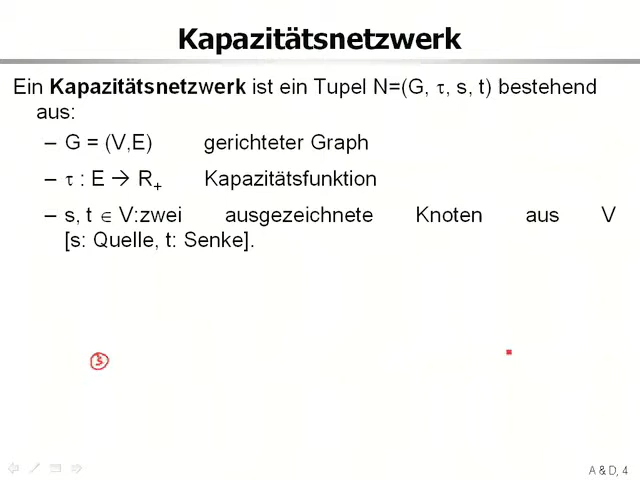 Kapazitätsnetzwerk
Ein Kapazitätsnetzwerk ist ein Tupel N=(G, τ, s, t) bestehend
aus:
– G = (V,E) gerichteter Graph
– τ : E → R₊ Kapazitätsfunktion
– s, t ∈ V:zwei ausgezeichnete Knoten aus V
[s: Quelle, t: Senke].
s
A & D, 4